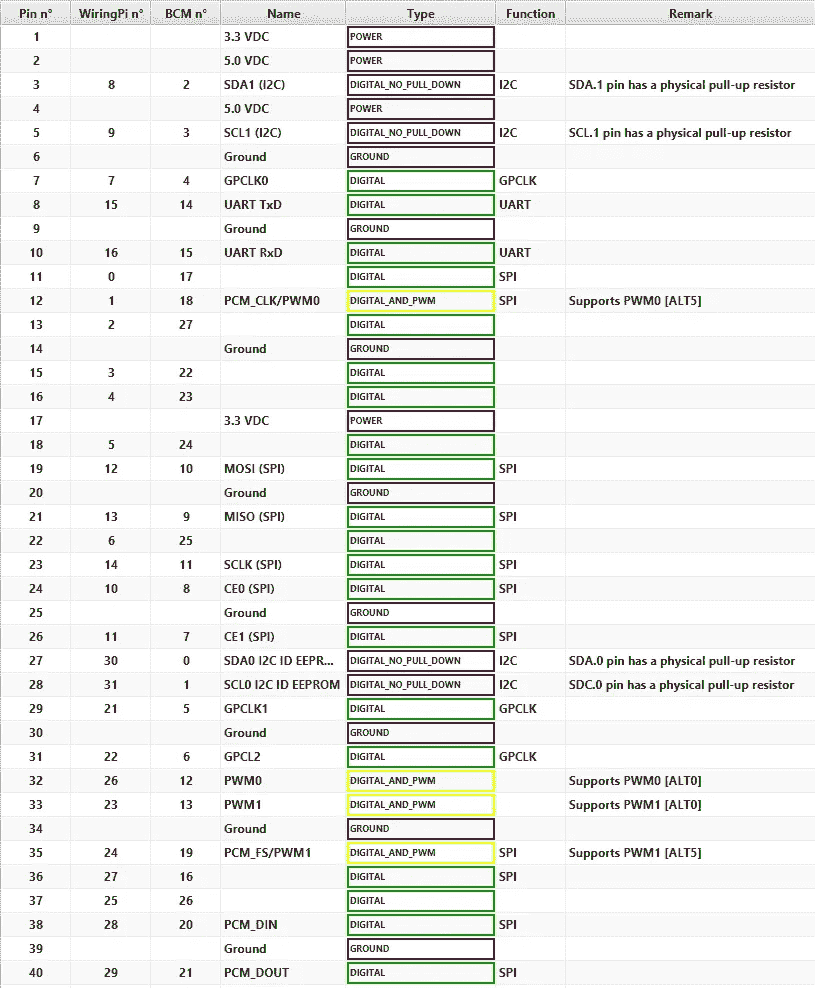 Pin n° WiringPi n° BCM n° Name Type Function Remark
1 3.3 VDC POWER
2 5.0 VDC POWER
3 8 2 SDA1 (I2C) DIGITAL_NO_PULL_DOWN I2C SDA.1 pin has a physical pull-up resistor
4 5.0 VDC POWER
5 9 3 SCL1 (I2C) DIGITAL_NO_PULL_DOWN I2C SCL.1 pin has a physical pull-up resistor
6 Ground GROUND
7 7 4 GPCLK0 DIGITAL GPCLK
8 15 14 UART TxD DIGITAL UART
9 Ground GROUND
10 16 15 UART RxD DIGITAL UART
11 0 17 DIGITAL SPI
12 1 18 PCM_CLK/PWM0 DIGITAL_AND_PWM SPI Supports PWM0 [ALT5]
13 2 27 DIGITAL
14 Ground GROUND
15 3 22 DIGITAL
16 4 23 DIGITAL
17 3.3 VDC POWER
18 5 24 DIGITAL
19 12 10 MOSI (SPI) DIGITAL SPI
20 Ground GROUND
21 13 9 MISO (SPI) DIGITAL SPI
22 6 25 DIGITAL
23 14 11 SCLK (SPI) DIGITAL SPI
24 10 8 CE0 (SPI) DIGITAL SPI
25 Ground GROUND
26 11 7 CE1 (SPI) DIGITAL SPI
27 30 0 SDA0 I2C ID EEPR... DIGITAL_NO_PULL_DOWN I2C SDA.0 pin has a physical pull-up resistor
28 31 1 SCL0 I2C ID EEPROM DIGITAL_NO_PULL_DOWN I2C SDC.0 pin has a physical pull-up resistor
29 21 5 GPCLK1 DIGITAL GPCLK
30 Ground GROUND
31 22 6 GPCL2 DIGITAL GPCLK
32 26 12 PWM0 DIGITAL_AND_PWM Supports PWM0 [ALT0]
33 23 13 PWM1 DIGITAL_AND_PWM Supports PWM1 [ALT0]
34 Ground GROUND
35 24 19 PCM_FS/PWM1 DIGITAL_AND_PWM SPI Supports PWM1 [ALT5]
36 27 16 DIGITAL SPI
37 25 26 DIGITAL
38 28 20 PCM_DIN DIGITAL SPI
39 Ground GROUND
40 29 21 PCM_DOUT DIGITAL SPI